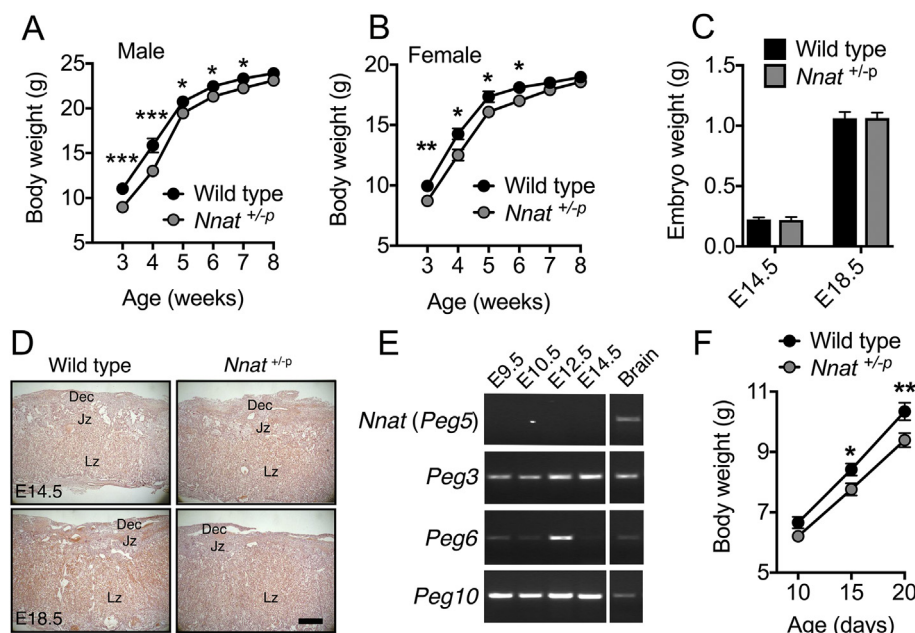 A
Male
***
***
*
*
*
25
20
15
10
5
Body weight (g)
Wild type
Nnat +/-p
3 4 5 6 7 8
Age (weeks)
B
Female
**
*
*
*
20
15
10
5
Body weight (g)
Wild type
Nnat +/-p
3 4 5 6 7 8
Age (weeks)
C
Wild type
Nnat +/-p
1.5
1.0
0.5
0.0
Embryo weight (g)
E14.5
E18.5
D
Wild type
Nnat +/-p
Dec
Jz
Lz
E14.5
Dec
Jz
Lz
Dec
Jz
Lz
E18.5
Dec
Jz
Lz
E
E9.5
E10.5
E12.5
E14.5
Brain
Nnat (Peg5)
Peg3
Peg6
Peg10
F
Wild type
Nnat +/-p
*
**
11
9
7
5
Body weight (g)
10 15 20
Age (days)